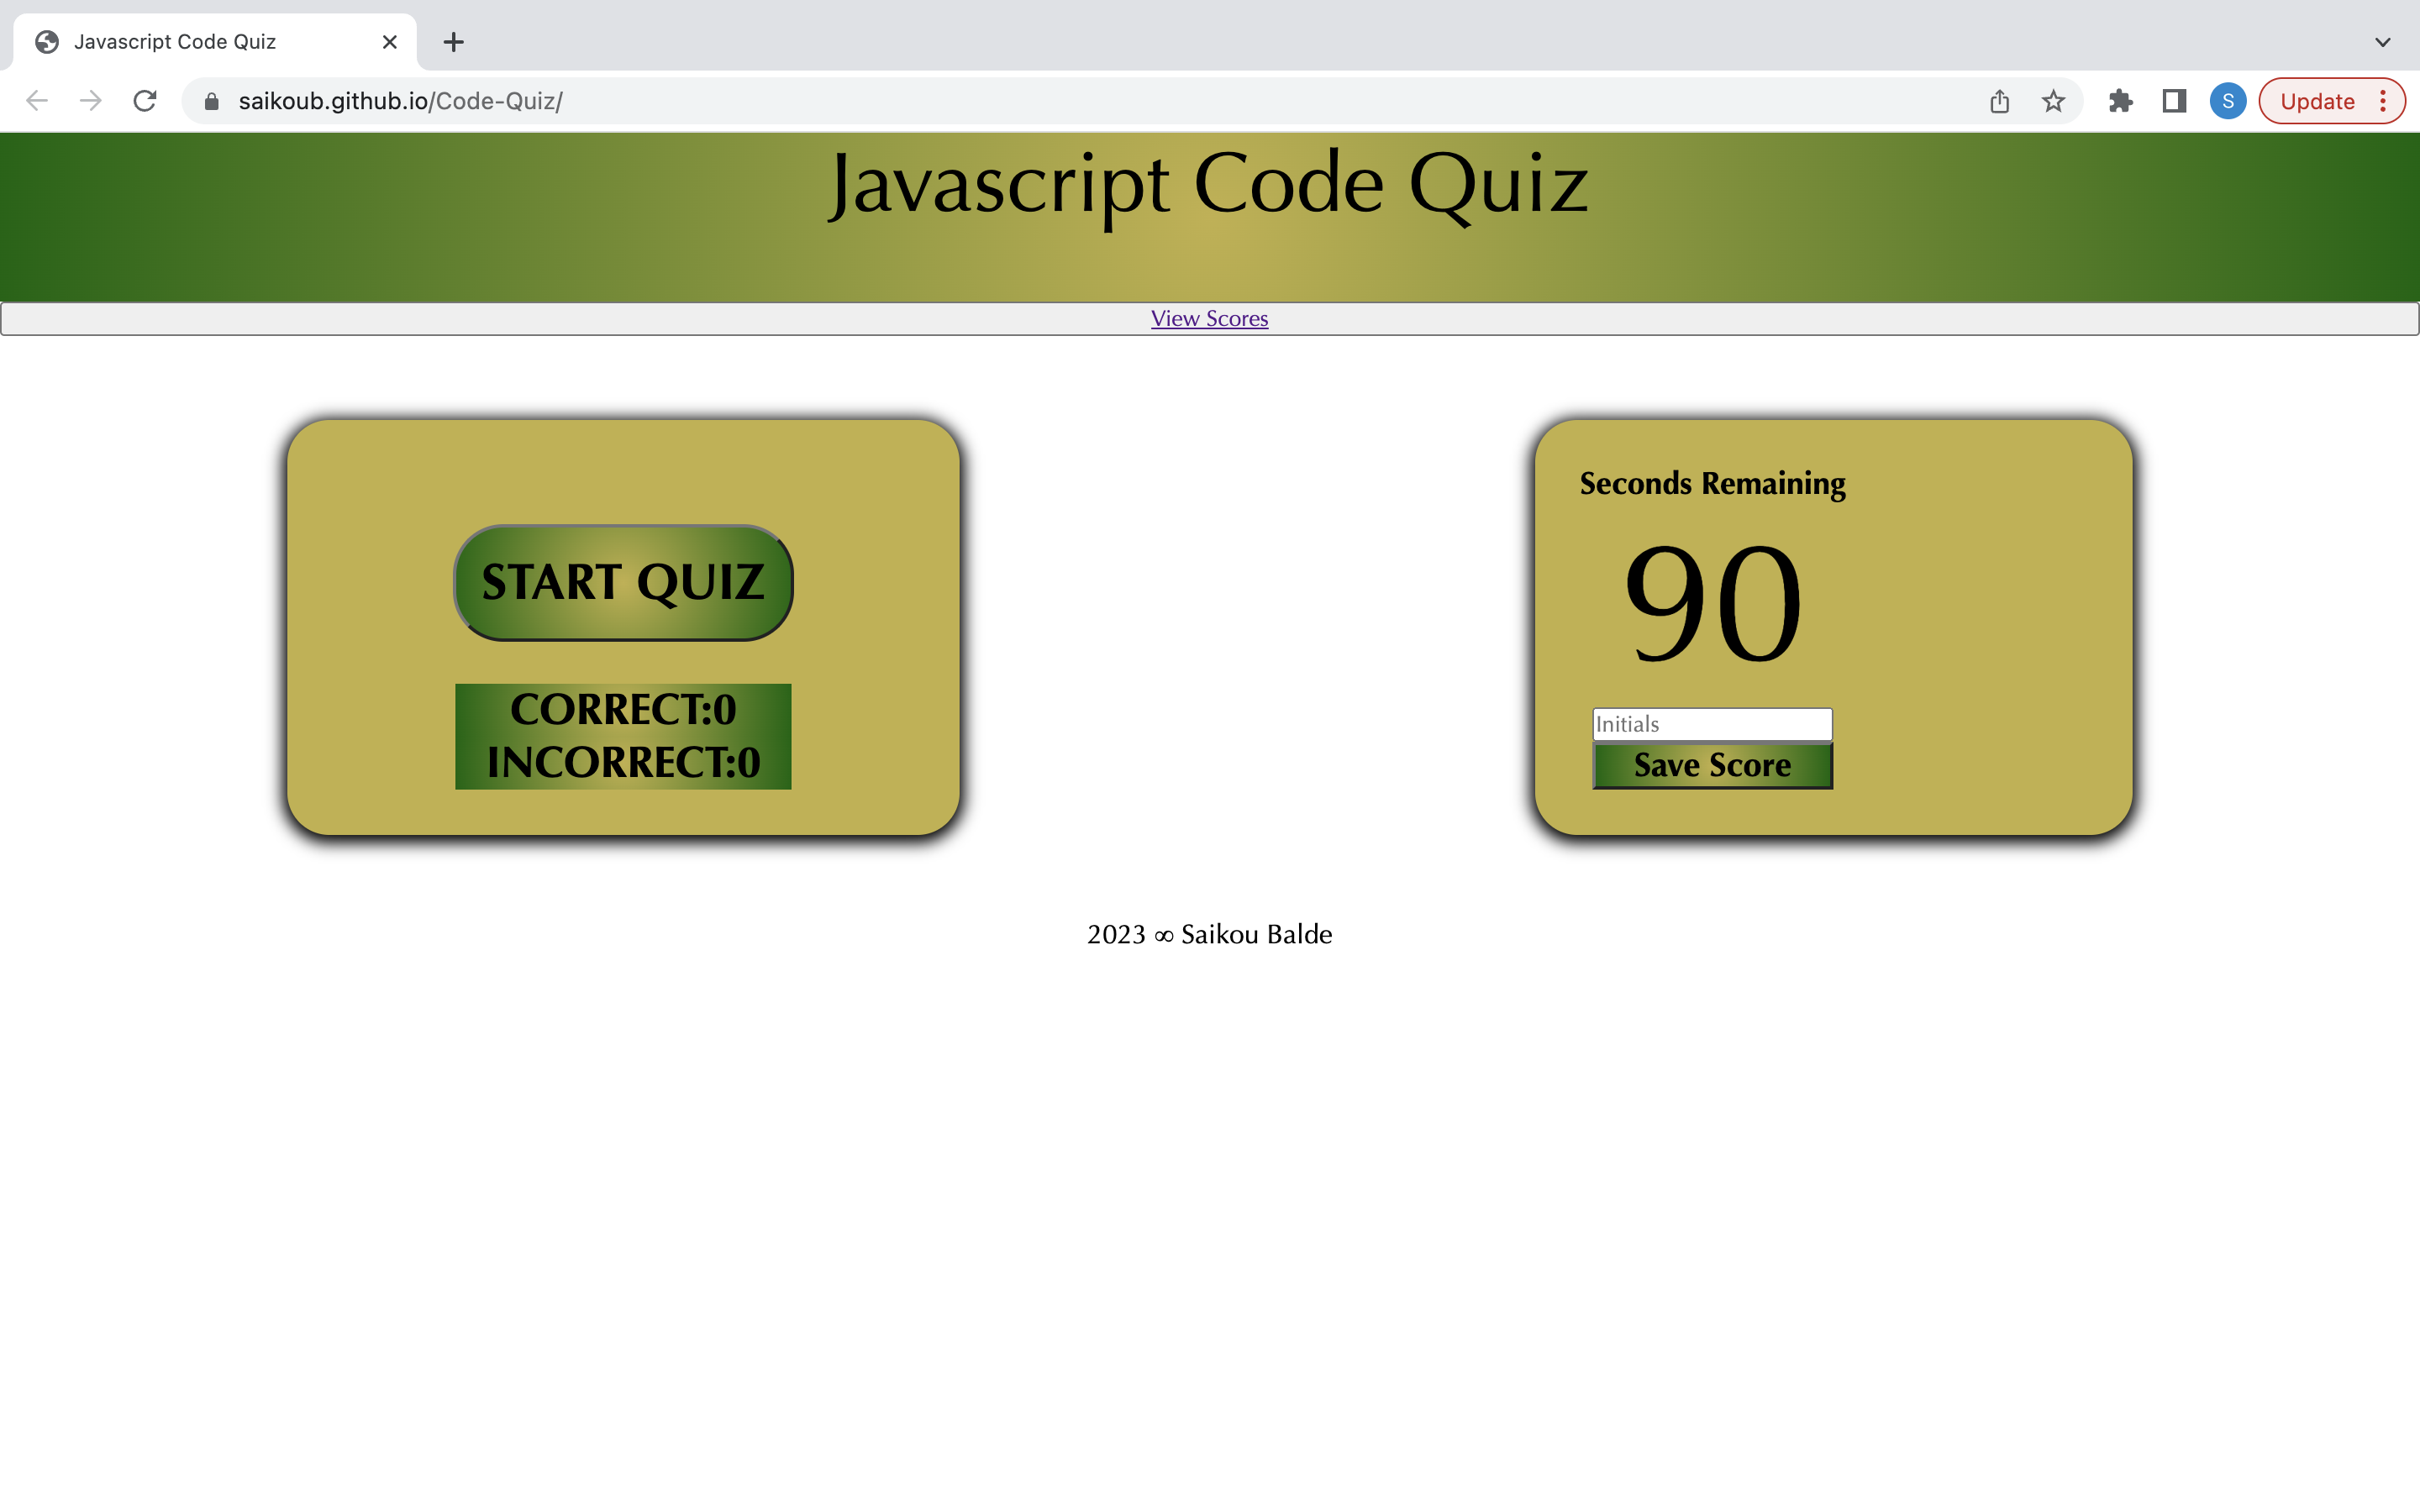 Javascript Code Quiz
saikoub.github.io/Code-Quiz/
S
Update
Javascript Code Quiz
View Scores
START QUIZ
CORRECT:0
INCORRECT:0
Seconds Remaining
90
Initials
Save Score
2023 ∞ Saikou Balde